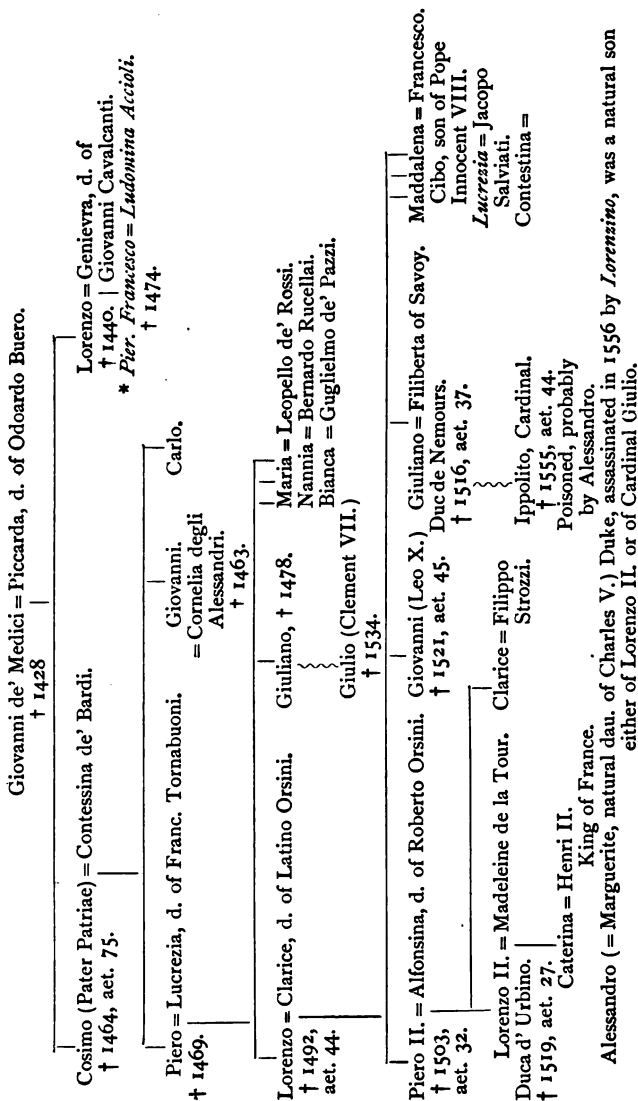 Giovanni de' Medici = Piccarda, d. of Odoardo Buero.
† 1428
Cosimo (Pater Patriae) = Contessina de' Bardi.
† 1464, aet. 75.
Lorenzo = Genievra, d. of
† 1440. | Giovanni Cavalcanti.
* Pier. Francesco = Ludomina Accioli.
† 1474.
Piero = Lucrezia, d. of Franc. Tornabuoni.
† 1469.
Giovanni.
= Cornelia degli
Alessandri.
† 1463.
Carlo.
Lorenzo = Clarice, d. of Latino Orsini.
† 1492,
aet. 44.
Giuliano, † 1478.
Giulio (Clement VII.)
† 1534.
Maria = Leopello de' Rossi.
Nannia = Bernardo Rucellai.
Bianca = Guglielmo de' Pazzi.
Piero II. = Alfonsina, d. of Roberto Orsini.
† 1503,
aet. 32.
Giovanni (Leo X.)
† 1521, aet. 45.
Giuliano = Filiberta of Savoy.
Duc de Nemours.
† 1516, aet. 37.
Maddalena = Francesco.
Cibo, son of Pope
Innocent VIII.
Lucrezia = Jacopo
Salviati.
Contestina =
Lorenzo II. = Madeleine de la Tour.
Duca d' Urbino.
† 1519, aet. 27.
Clarice = Filippo
Strozzi.
Ippolito, Cardinal.
† 1555, aet. 44.
Poisoned, probably
by Alessandro.
Caterina = Henri II.
King of France.
Alessandro (= Marguerite, natural dau. of Charles V.) Duke, assassinated in 1556 by Lorenzino, was a natural son
either of Lorenzo II. or of Cardinal Giulio.